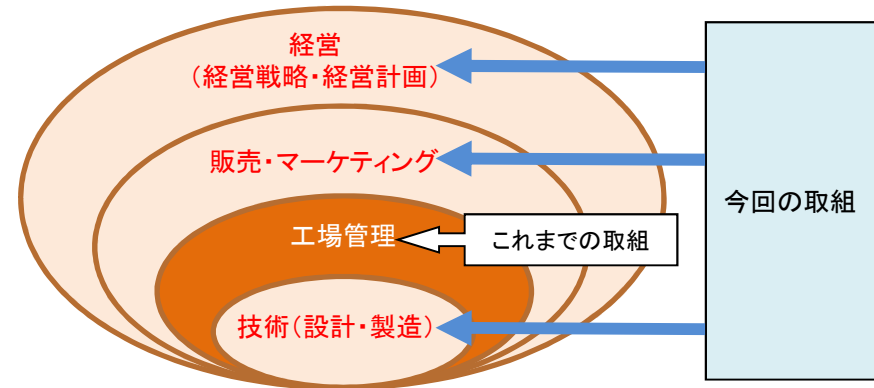 経営
（経営戦略・経営計画）
販売・マーケティング
工場管理
これまでの取組
今回の取組
技術（設計・製造）